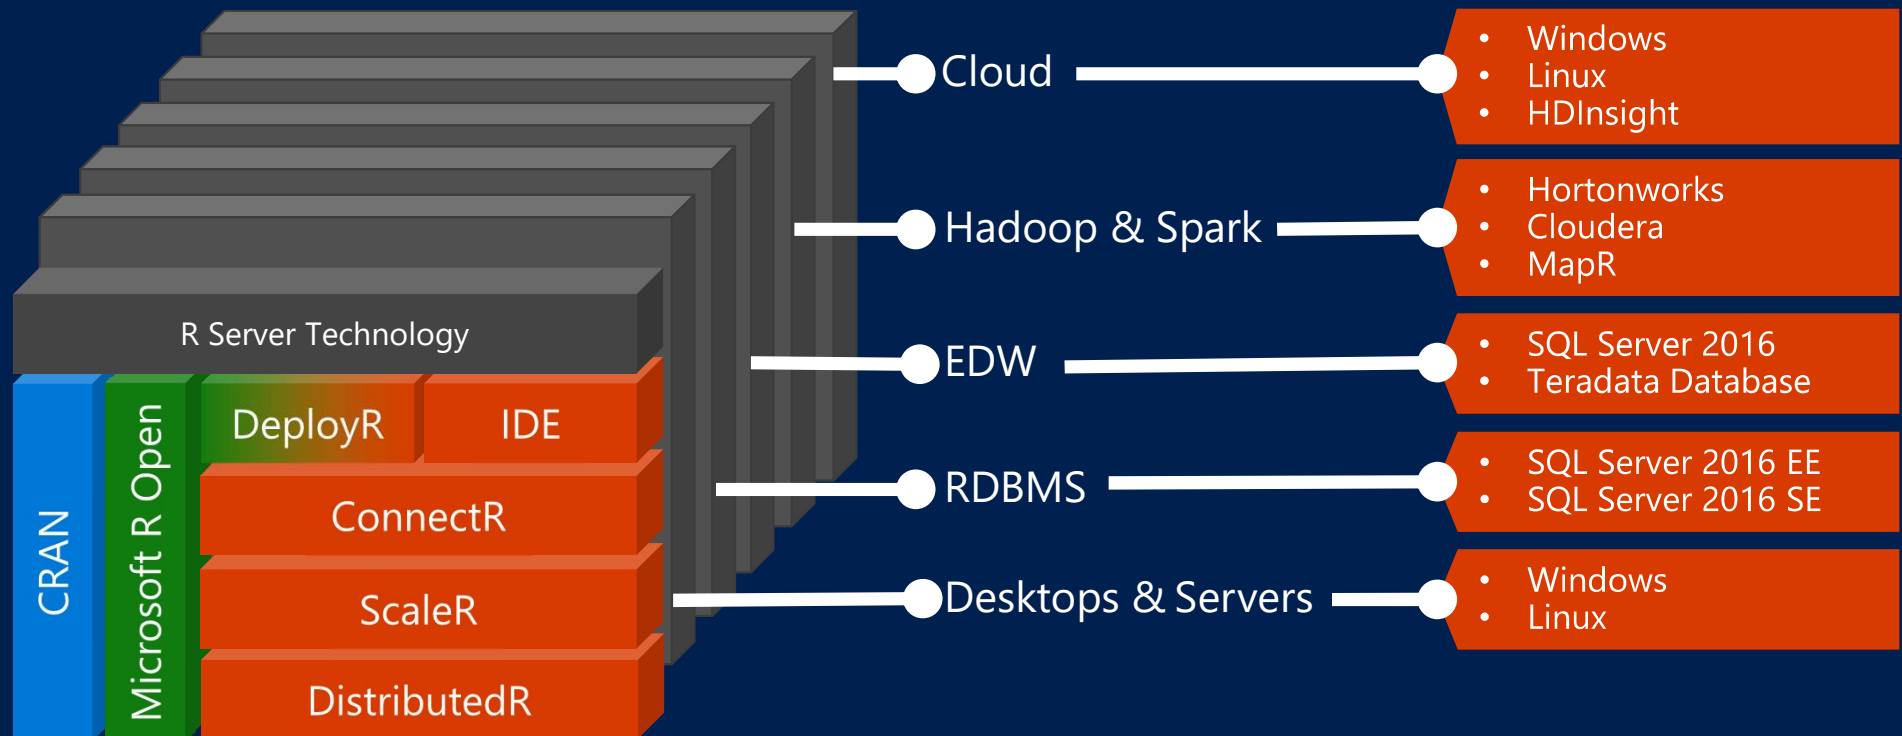 Cloud
• Windows
• Linux
• HDInsight
Hadoop & Spark
• Hortonworks
• Cloudera
• MapR
EDW
• SQL Server 2016
• Teradata Database
RDBMS
• SQL Server 2016 EE
• SQL Server 2016 SE
Desktops & Servers
• Windows
• Linux
R Server Technology
CRAN
Microsoft R Open
DeployR
IDE
ConnectR
ScaleR
DistributedR